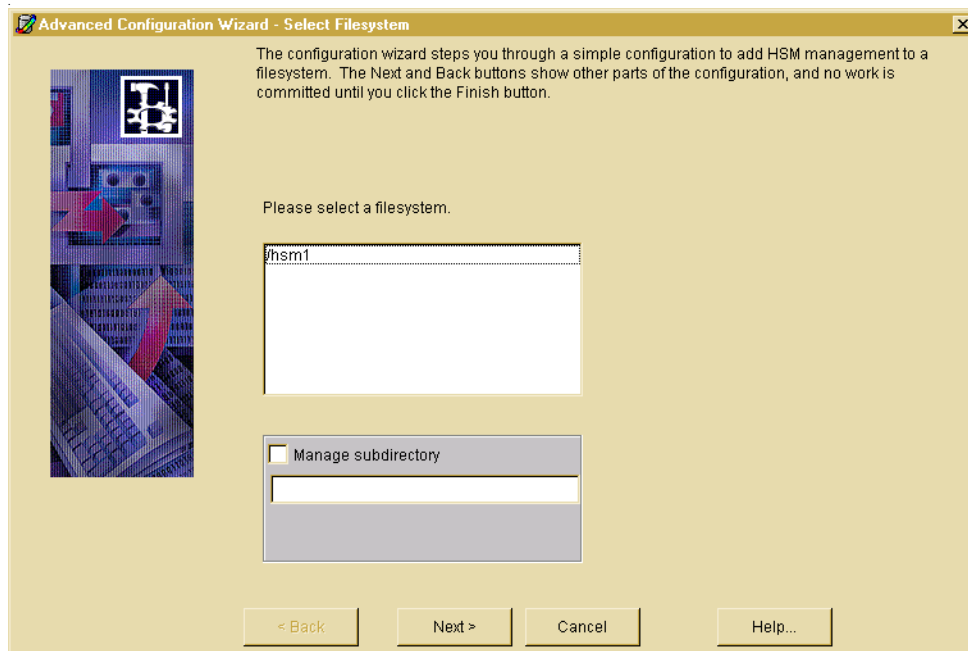 Advanced Configuration Wizard - Select Filesystem
The configuration wizard steps you through a simple configuration to add HSM management to a
filesystem. The Next and Back buttons show other parts of the configuration, and no work is
committed until you click the Finish button.
Please select a filesystem.
/hsm1
Manage subdirectory
< Back Next > Cancel Help...